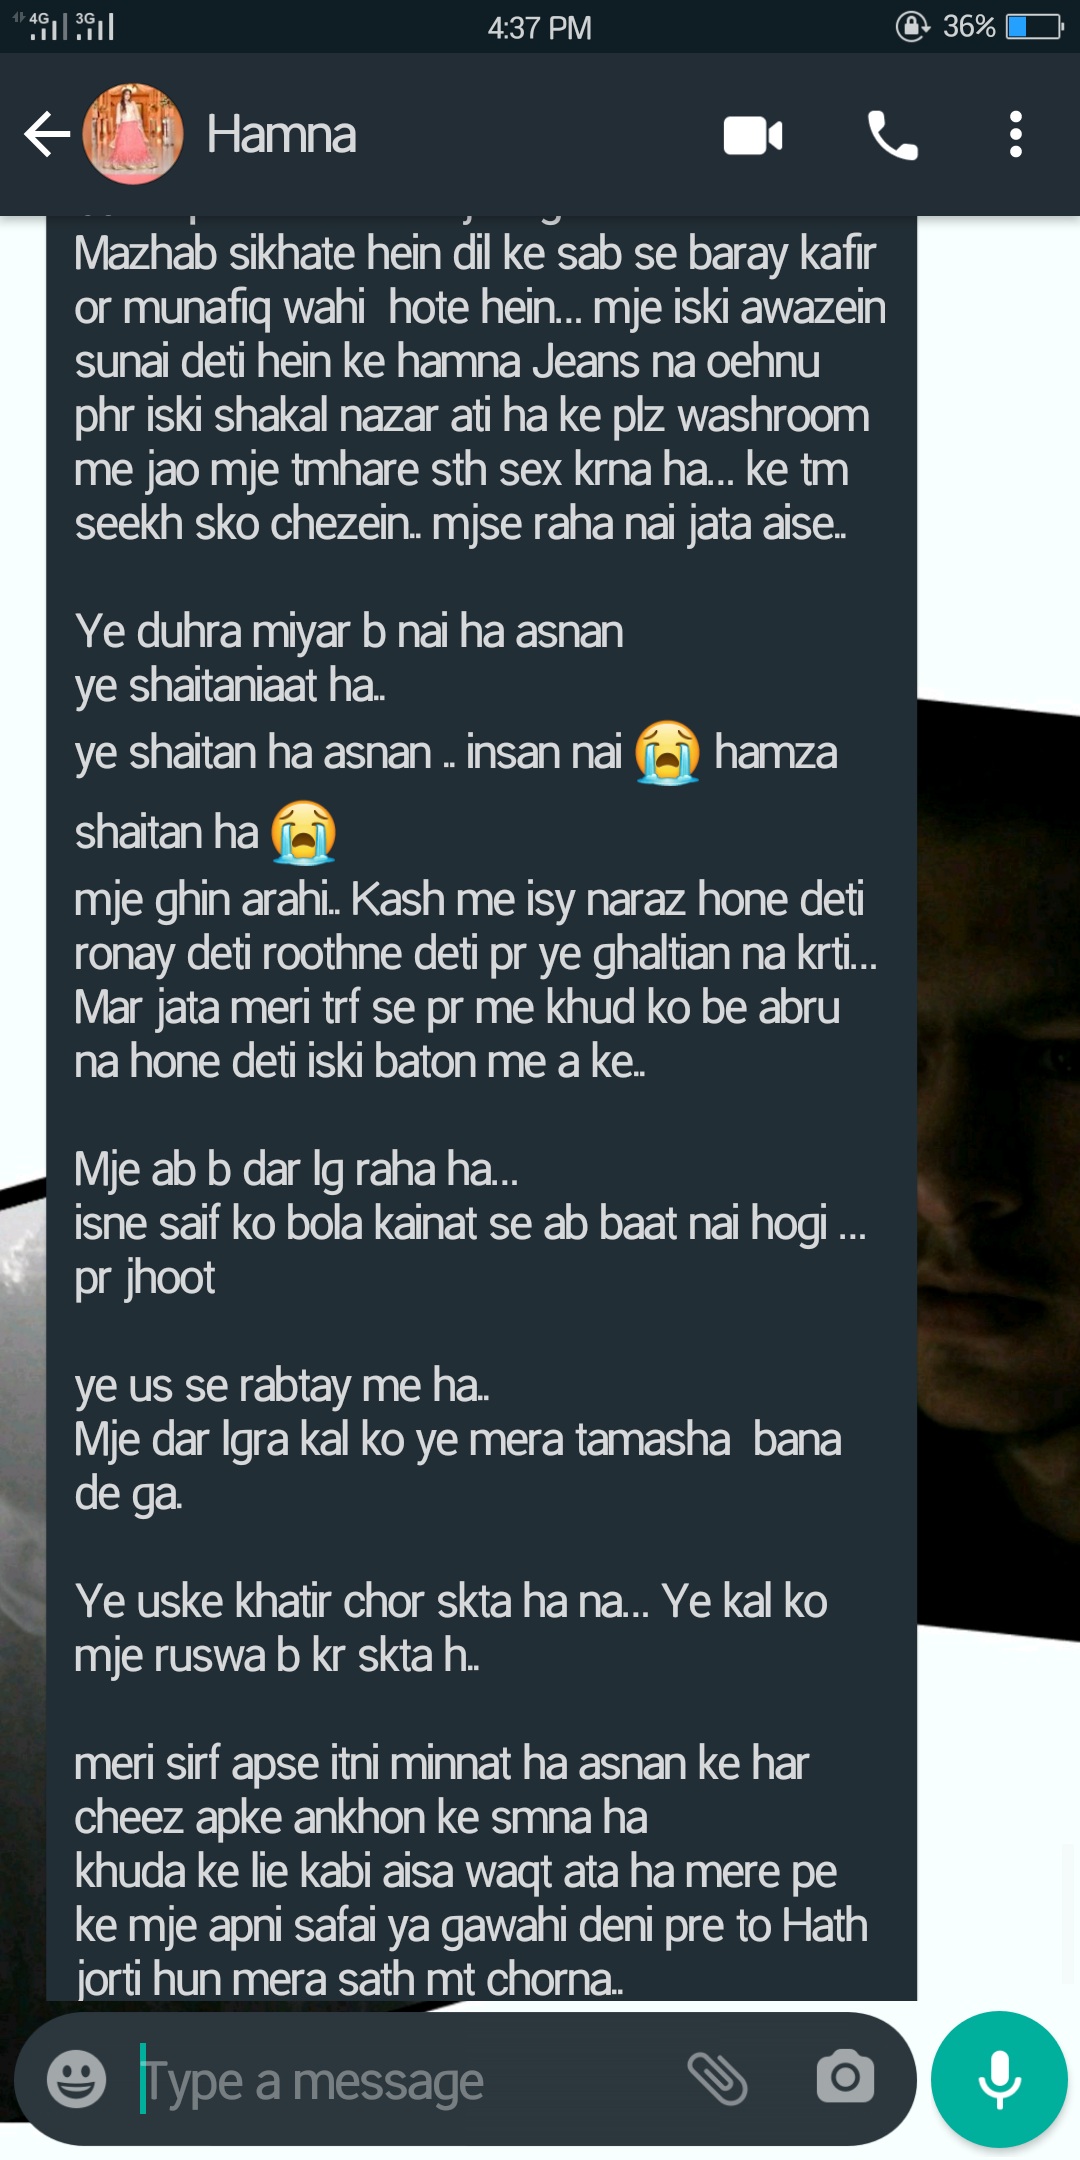 4G 3G 4:37 PM 36%
Hamna
Mazhab sikhate hein dil ke sab se baray kafir
or munafiq wahi hote hein... mje iski awazein
sunai deti hein ke hamna Jeans na oehnu
phr iski shakal nazar ati ha ke plz washroom
me jao mje tmhare sth sex krna ha... ke tm
seekh sko chezein.. mjse raha nai jata aise..
Ye duhra miyar b nai ha asnan
ye shaitaniaat ha..
ye shaitan ha asnan .. insan nai 😭 hamza
shaitan ha 😭
mje ghin arahi.. Kash me isy naraz hone deti
ronay deti roothne deti pr ye ghaltian na krti...
Mar jata meri trf se pr me khud ko be abru
na hone deti iski baton me a ke..
Mje ab b dar lg raha ha...
isne saif ko bola kainat se ab baat nai hogi ...
pr jhoot
ye us se rabtay me ha..
Mje dar lgra kal ko ye mera tamasha bana
de ga.
Ye uske khatir chor skta ha na... Ye kal ko
mje ruswa b kr skta h..
meri sirf apse itni minnat ha asnan ke har
cheez apke ankhon ke smna ha
khuda ke lie kabi aisa waqt ata ha mere pe
ke mje apni safai ya gawahi deni pre to Hath
jorti hun mera sath mt chorna..
Type a message